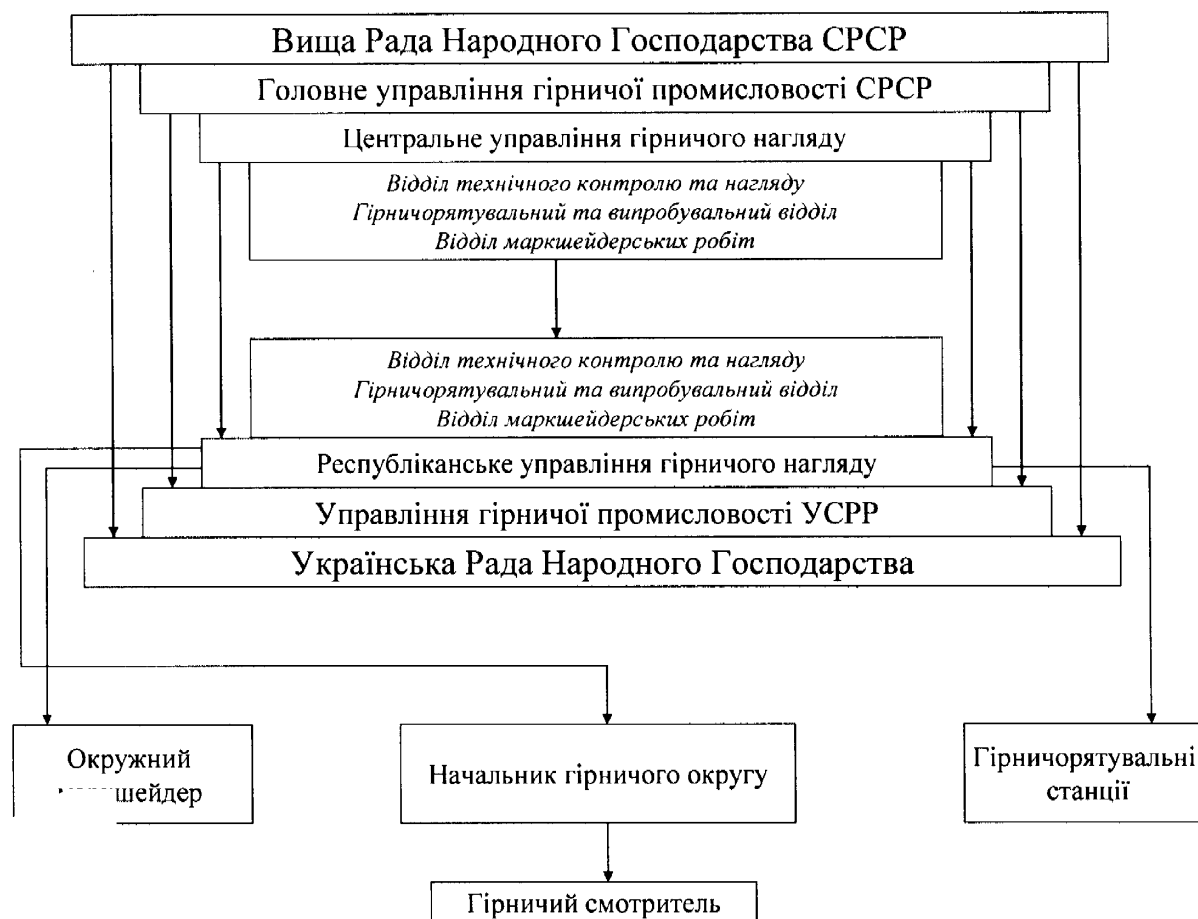 Вища Рада Народного Господарства СРСР
Головне управління гірничої промисловості СРСР
Центральне управління гірничого нагляду
Відділ технічного контролю та нагляду
Гірничорятувальний та випробувальний відділ
Відділ маркшейдерських робіт
Відділ технічного контролю та нагляду
Гірничорятувальний та випробувальний відділ
Відділ маркшейдерських робіт
Республіканське управління гірничого нагляду
Управління гірничої промисловості УСРР
Українська Рада Народного Господарства
Окружний
шейдер
Начальник гірничого округу
Гірничорятувальні
станції
Гірничий смотритель